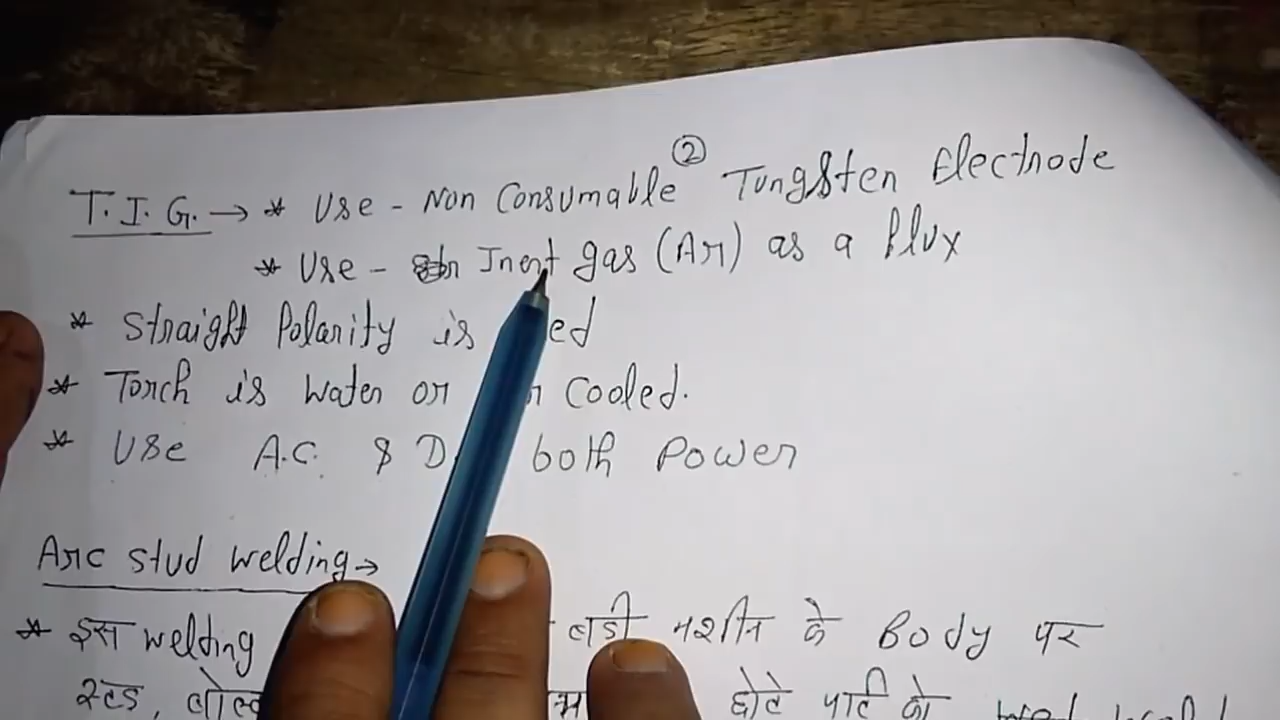 ②
T.I.G. → * Use - Non Consumable Tungsten Electrode
* Use - Inert gas (Ar) as a flux
* Straight Polarity is ed
* Torch is Water or cooled.
* Use A.C. & D. both Power
Arc stud welding →
* इस welding बडी मशीन के Body पर
स्टड, छोटे पार्ट को